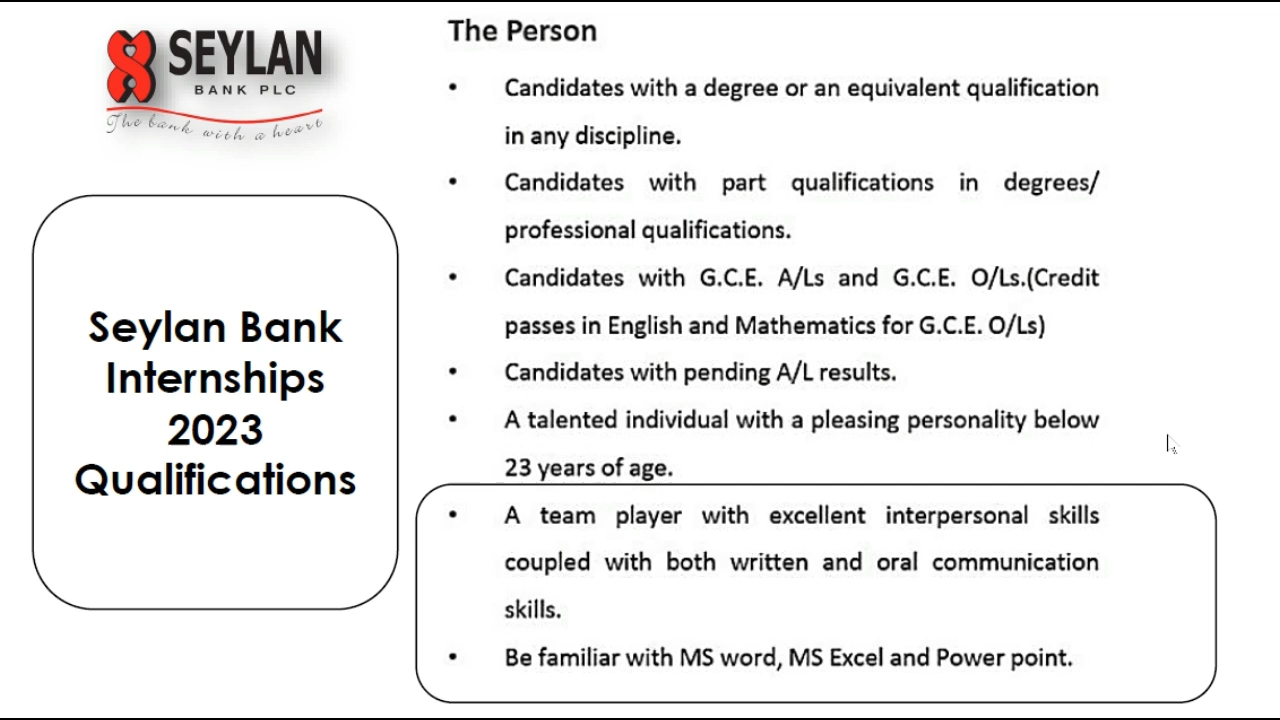 SEYLAN
BANK PLC
The bank with a heart
Seylan Bank
Internships
2023
Qualifications
The Person
• Candidates with a degree or an equivalent qualification
in any discipline.
• Candidates with part qualifications in degrees/
professional qualifications.
• Candidates with G.C.E. A/Ls and G.C.E. O/Ls.(Credit
passes in English and Mathematics for G.C.E. O/Ls)
• Candidates with pending A/L results.
• A talented individual with a pleasing personality below
23 years of age.
• A team player with excellent interpersonal skills
coupled with both written and oral communication
skills.
• Be familiar with MS word, MS Excel and Power point.